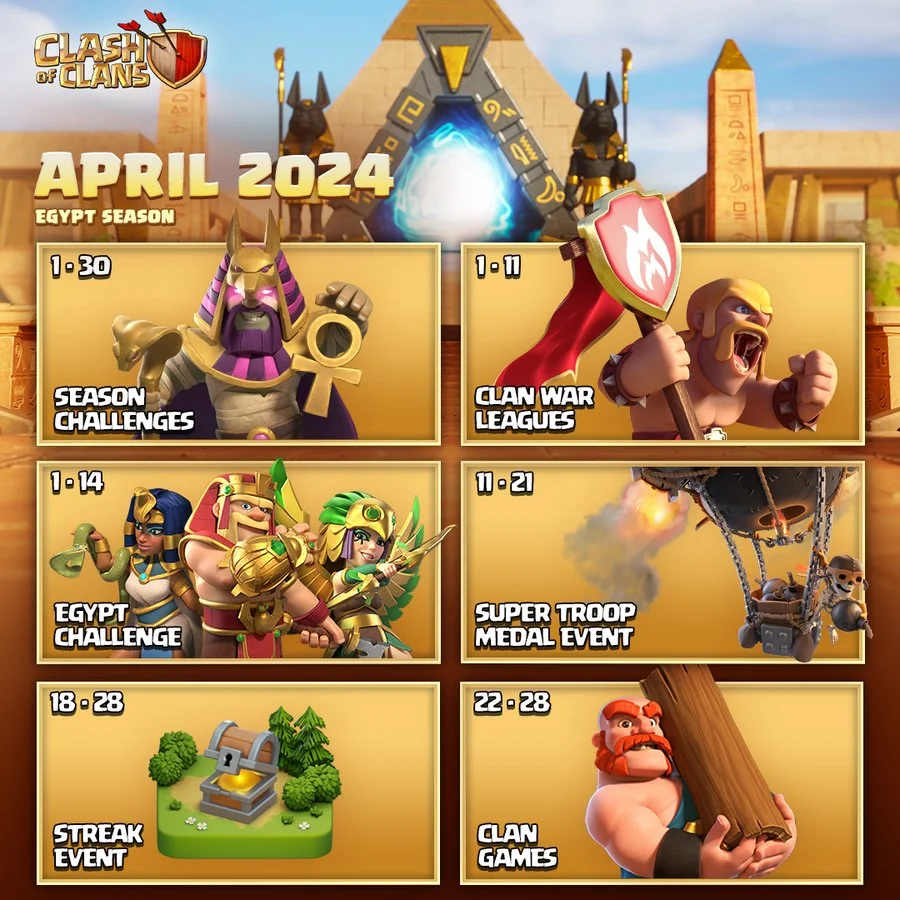 CLASH
OF CLANS
APRIL 2024
EGYPT SEASON
1 - 30
SEASON
CHALLENGES
1 - 11
CLAN WAR
LEAGUES
1 - 14
EGYPT
CHALLENGE
11 - 21
SUPER TROOP
MEDAL EVENT
18 - 28
STREAK
EVENT
22 - 28
CLAN
GAMES